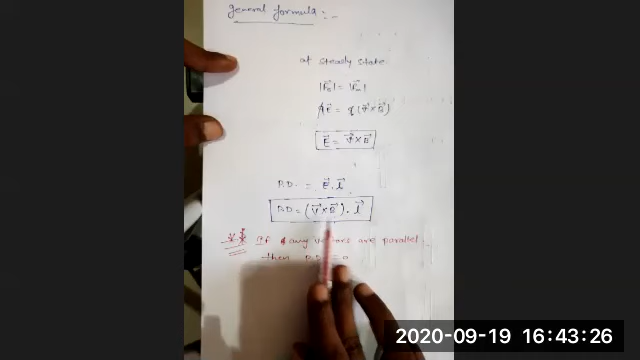 general formula:-
at steady state
|F⃗e| = |F⃗m|
qE⃗ = q(V⃗×B⃗)
E⃗ = V⃗×B⃗
P.D. = E⃗.l⃗
P.D = (V⃗×B⃗).l⃗
If any vectors are parallel
then P.D = 0
2020-09-19 16:43:26